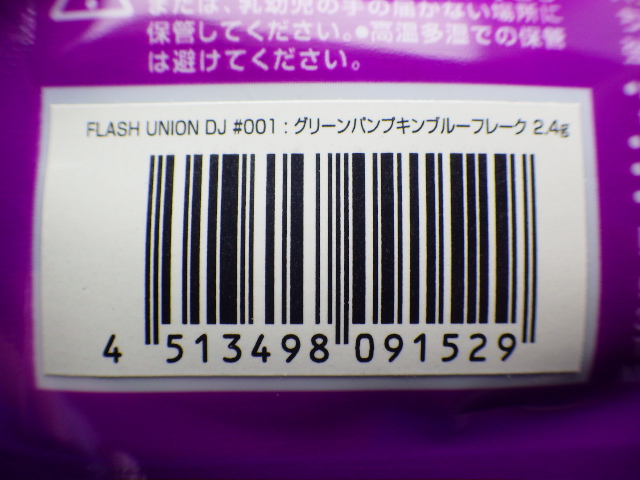 または、乳幼児の手の届かない場所に
保管してください。●高温多湿での保管
は避けてください。
FLASH UNION DJ #001 : グリーンパンプキンブルーフレーク 2.4g
4 513498 091529